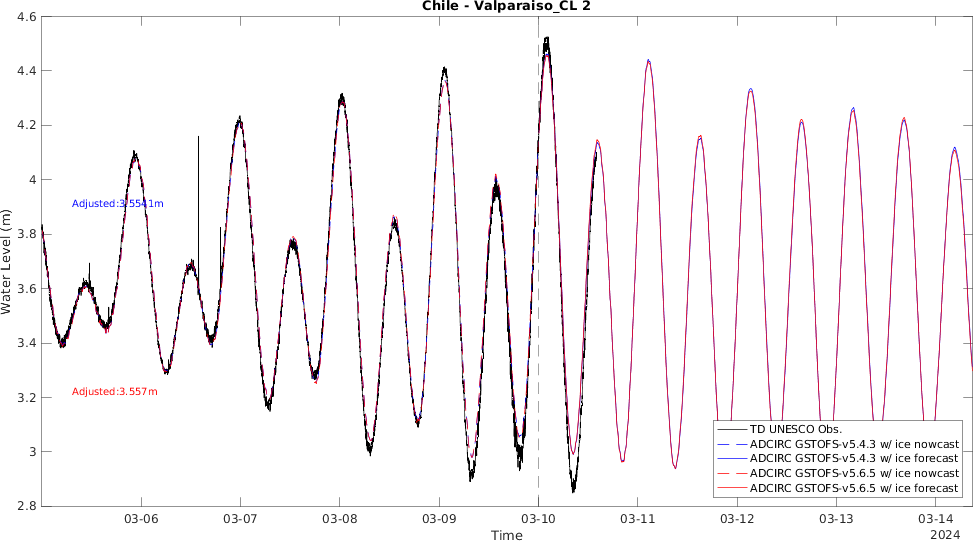 Chile - Valparaiso_CL 2
4.6
4.4
4.2
4
3.8
3.6
3.4
3.2
3
2.8
Water Level (m)
Adjusted:3.5541m
Adjusted:3.557m
TD UNESCO Obs.
ADCIRC GSTOFS-v5.4.3 w/ ice nowcast
ADCIRC GSTOFS-v5.4.3 w/ ice forecast
ADCIRC GSTOFS-v5.6.5 w/ ice nowcast
ADCIRC GSTOFS-v5.6.5 w/ ice forecast
03-06 03-07 03-08 03-09 03-10 03-11 03-12 03-13 03-14
Time
2024